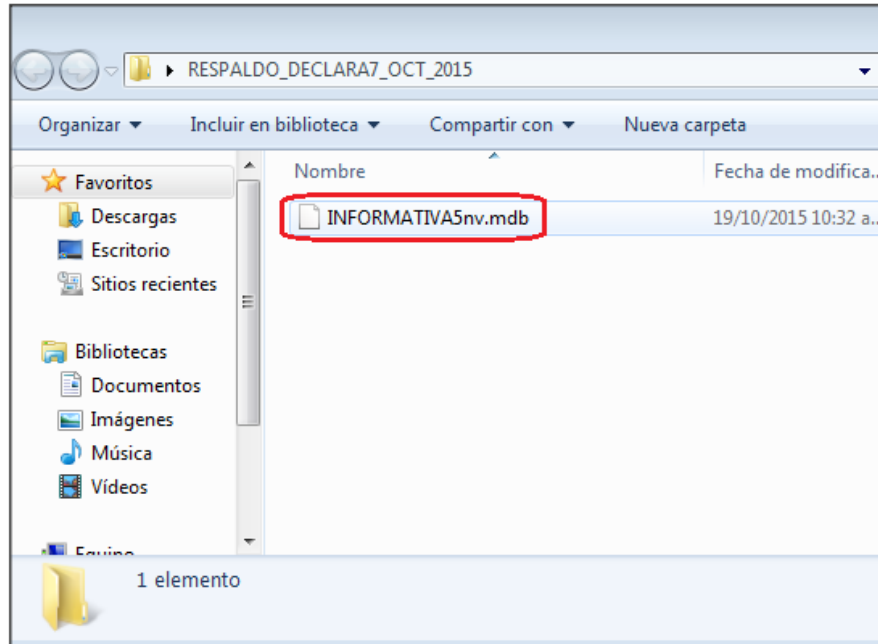 RESPALDO_DECLARA7_OCT_2015
Organizar Incluir en biblioteca Compartir con Nueva carpeta
Nombre Fecha de modifica...
Favoritos
INFORMATIVA5nv.mdb 19/10/2015 10:32 a...
Descargas
Escritorio
Sitios recientes
Bibliotecas
Documentos
Imágenes
Música
Vídeos
Equipo
1 elemento